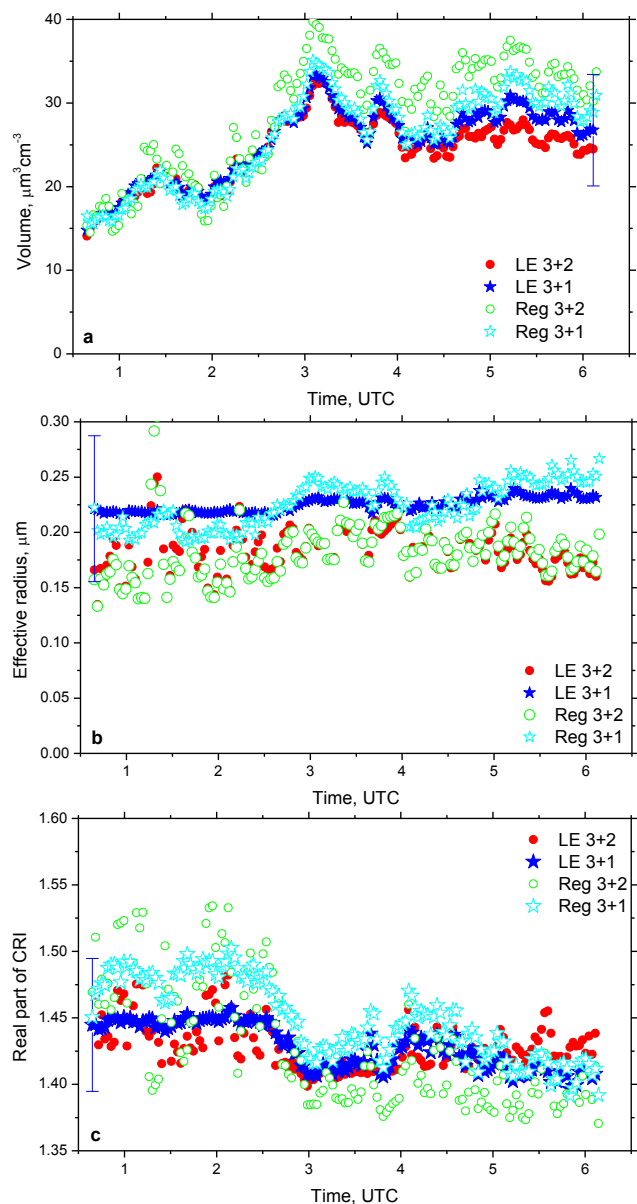 40
30
20
10
0
Volume, μm³cm⁻³
LE 3+2
LE 3+1
Reg 3+2
Reg 3+1
a
1 2 3 4 5 6
Time, UTC
0.30
0.25
0.20
0.15
0.10
0.05
0.00
Effective radius, μm
LE 3+2
LE 3+1
Reg 3+2
Reg 3+1
b
1 2 3 4 5 6
Time, UTC
1.60
1.55
1.50
1.45
1.40
1.35
Real part of CRI
LE 3+2
LE 3+1
Reg 3+2
Reg 3+1
c
1 2 3 4 5 6
Time, UTC